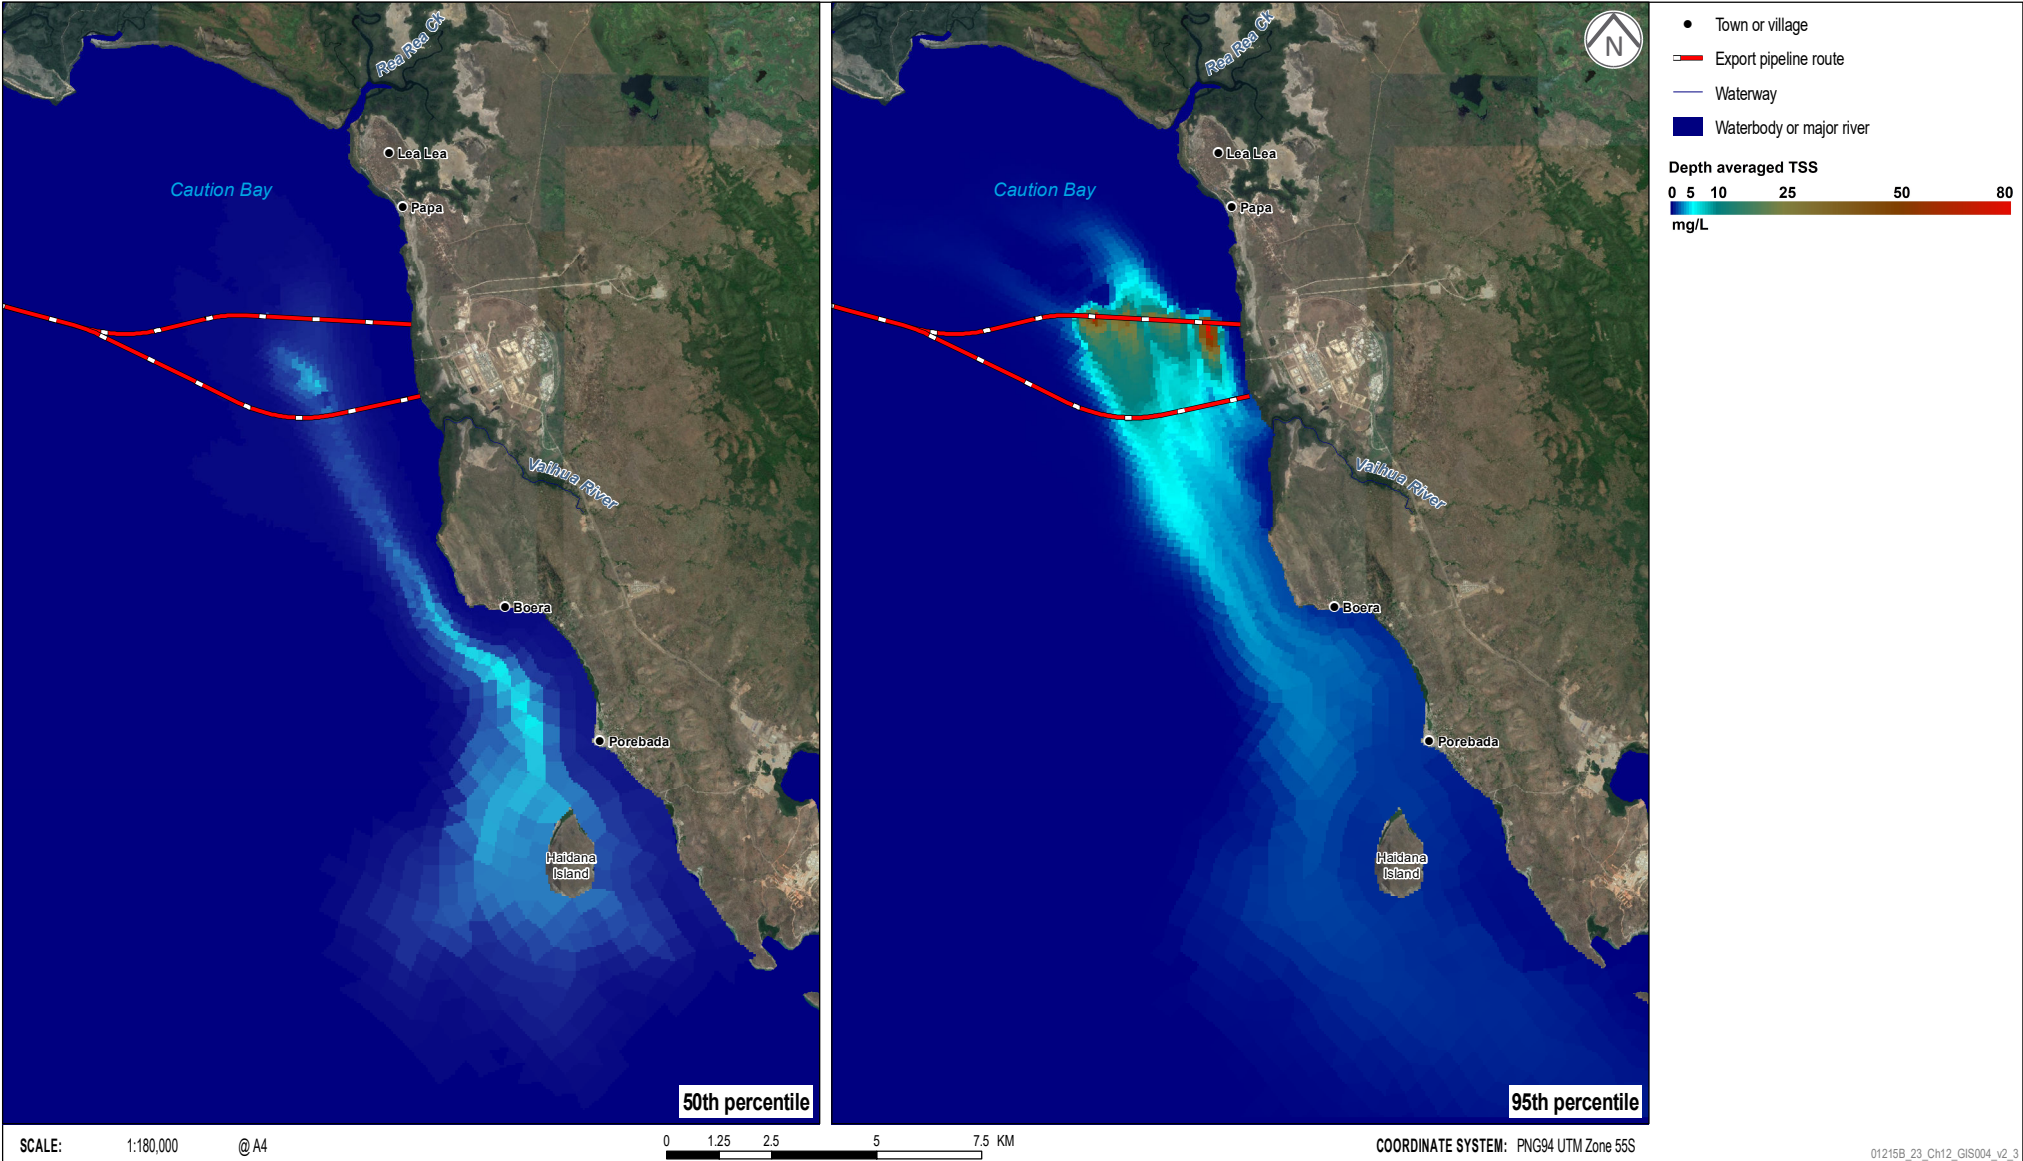 Rea Rea Ck
Lea Lea
Caution Bay
Papa
Vaihua River
Boera
Porebada
Haidana
Island
50th percentile
Rea Rea Ck
N
Lea Lea
Caution Bay
Papa
Vaihua River
Boera
Porebada
Haidana
Island
95th percentile
Town or village
Export pipeline route
Waterway
Waterbody or major river
Depth averaged TSS
0 5 10 25 50 80
mg/L
SCALE: 1:180,000 @ A4
0 1.25 2.5 5 7.5 KM
COORDINATE SYSTEM: PNG94 UTM Zone 55S
01215B_23_Ch12_GIS004_v2_3